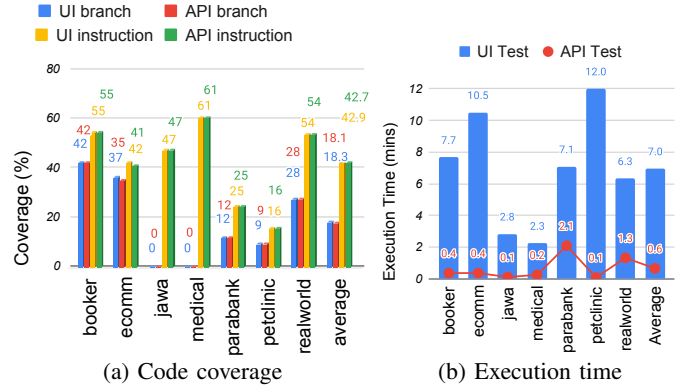 UI branch API branch
UI instruction API instruction
Coverage (%)
80
60
40
20
0
42 42 55 55
37 35 42 41
0 0 47 47
0 0 61 61
12 12 25 25
9 9 16 16
28 28 54 54
18.3 18.1 42.9 42.7
booker
ecomm
jawa
medical
parabank
petclinic
realworld
average
(a) Code coverage
UI Test API Test
Execution Time (mins)
12
10
8
6
4
2
0
7.7 10.5 2.8 2.3 7.1 12.0 6.3 7.0
0.4 0.4 0.1 0.2 2.1 0.1 1.3 0.6
booker
ecomm
jawa
medical
parabank
petclinic
realworld
Average
(b) Execution time